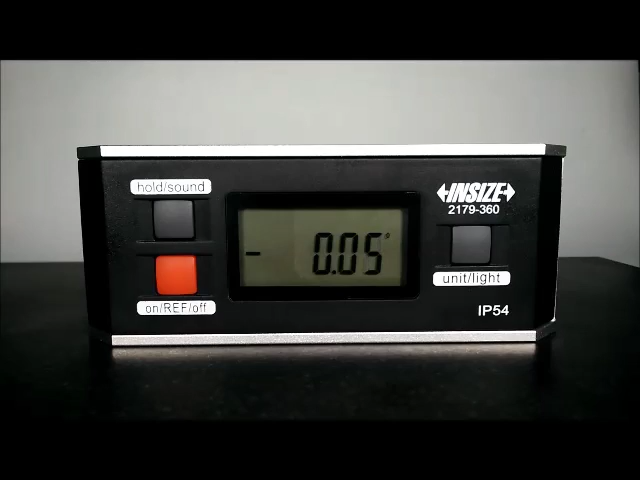 hold/sound
on/REF/off
- 0.05°
INSIZE
2179-360
unit/light
IP54